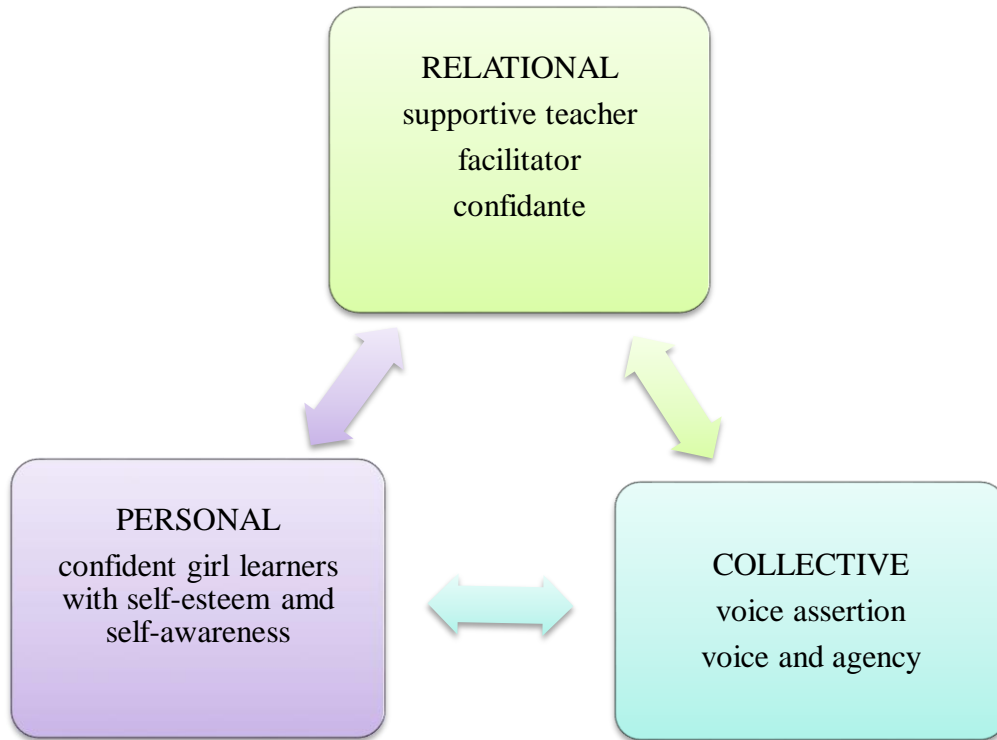 RELATIONAL
supportive teacher
facilitator
confidante
PERSONAL
confident girl learners
with self-esteem amd
self-awareness
COLLECTIVE
voice assertion
voice and agency